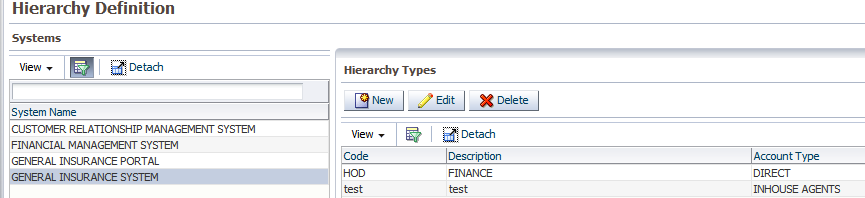 Hierarchy Definition
Systems
View Detach
System Name
CUSTOMER RELATIONSHIP MANAGEMENT SYSTEM
FINANCIAL MANAGEMENT SYSTEM
GENERAL INSURANCE PORTAL
GENERAL INSURANCE SYSTEM
Hierarchy Types
New Edit Delete
View Detach
Code Description Account Type
HOD FINANCE DIRECT
test test INHOUSE AGENTS